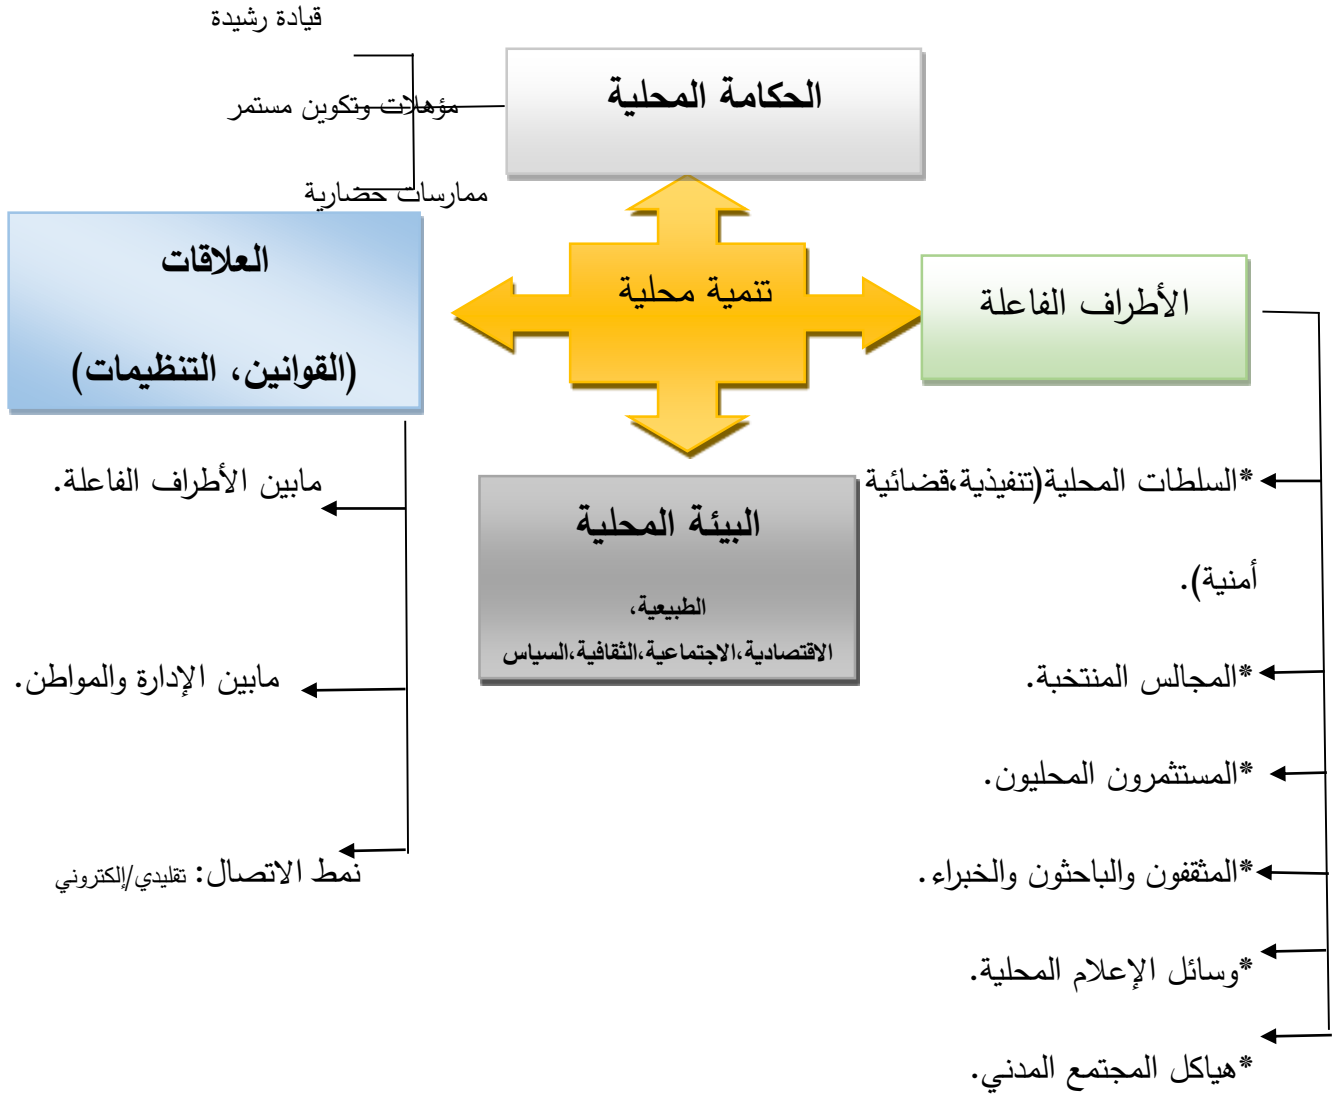 قيادة رشيدة
الحكامة المحلية
مؤهلات وتكوين مستمر
ممارسات حضارية
العلاقات
(القوانين، التنظيمات)
تنمية محلية
الأطراف الفاعلة
*السلطات المحلية(تنفيذية،قضائية
أمنية).
*المجالس المنتخبة.
*المستثمرون المحليون.
*المثقفون والباحثون والخبراء.
*وسائل الإعلام المحلية.
*هياكل المجتمع المدني.
البيئة المحلية
الطبيعية،
الاقتصادية،الاجتماعية،الثقافية،السياس
مابين الأطراف الفاعلة.
مابين الإدارة والمواطن.
نمط الاتصال: تقليدي/إلكتروني